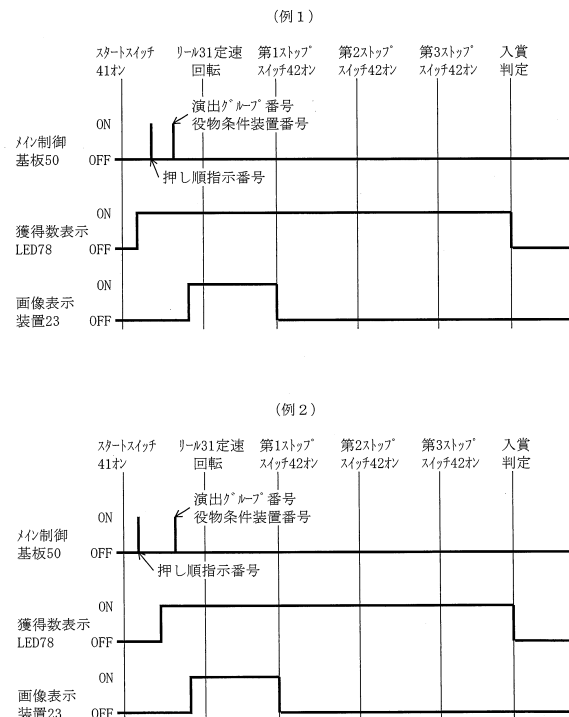 （例１）
スタートスイッチ ﾘｰﾙ31定速 第1ストップ 第2ストップ 第3ストップ 入賞
41オン 回転 スイッチ42オン スイッチ42オン スイッチ42オン 判定
演出グループ番号
ON 役物条件装置番号
メイン制御
基板50 OFF
押し順指示番号
ON
獲得数表示
LED78 OFF
ON
画像表示
装置23 OFF
（例２）
スタートスイッチ ﾘｰﾙ31定速 第1ストップ 第2ストップ 第3ストップ 入賞
41オン 回転 スイッチ42オン スイッチ42オン スイッチ42オン 判定
演出グループ番号
ON 役物条件装置番号
メイン制御
基板50 OFF
押し順指示番号
ON
獲得数表示
LED78 OFF
ON
画像表示
装置23 OFF